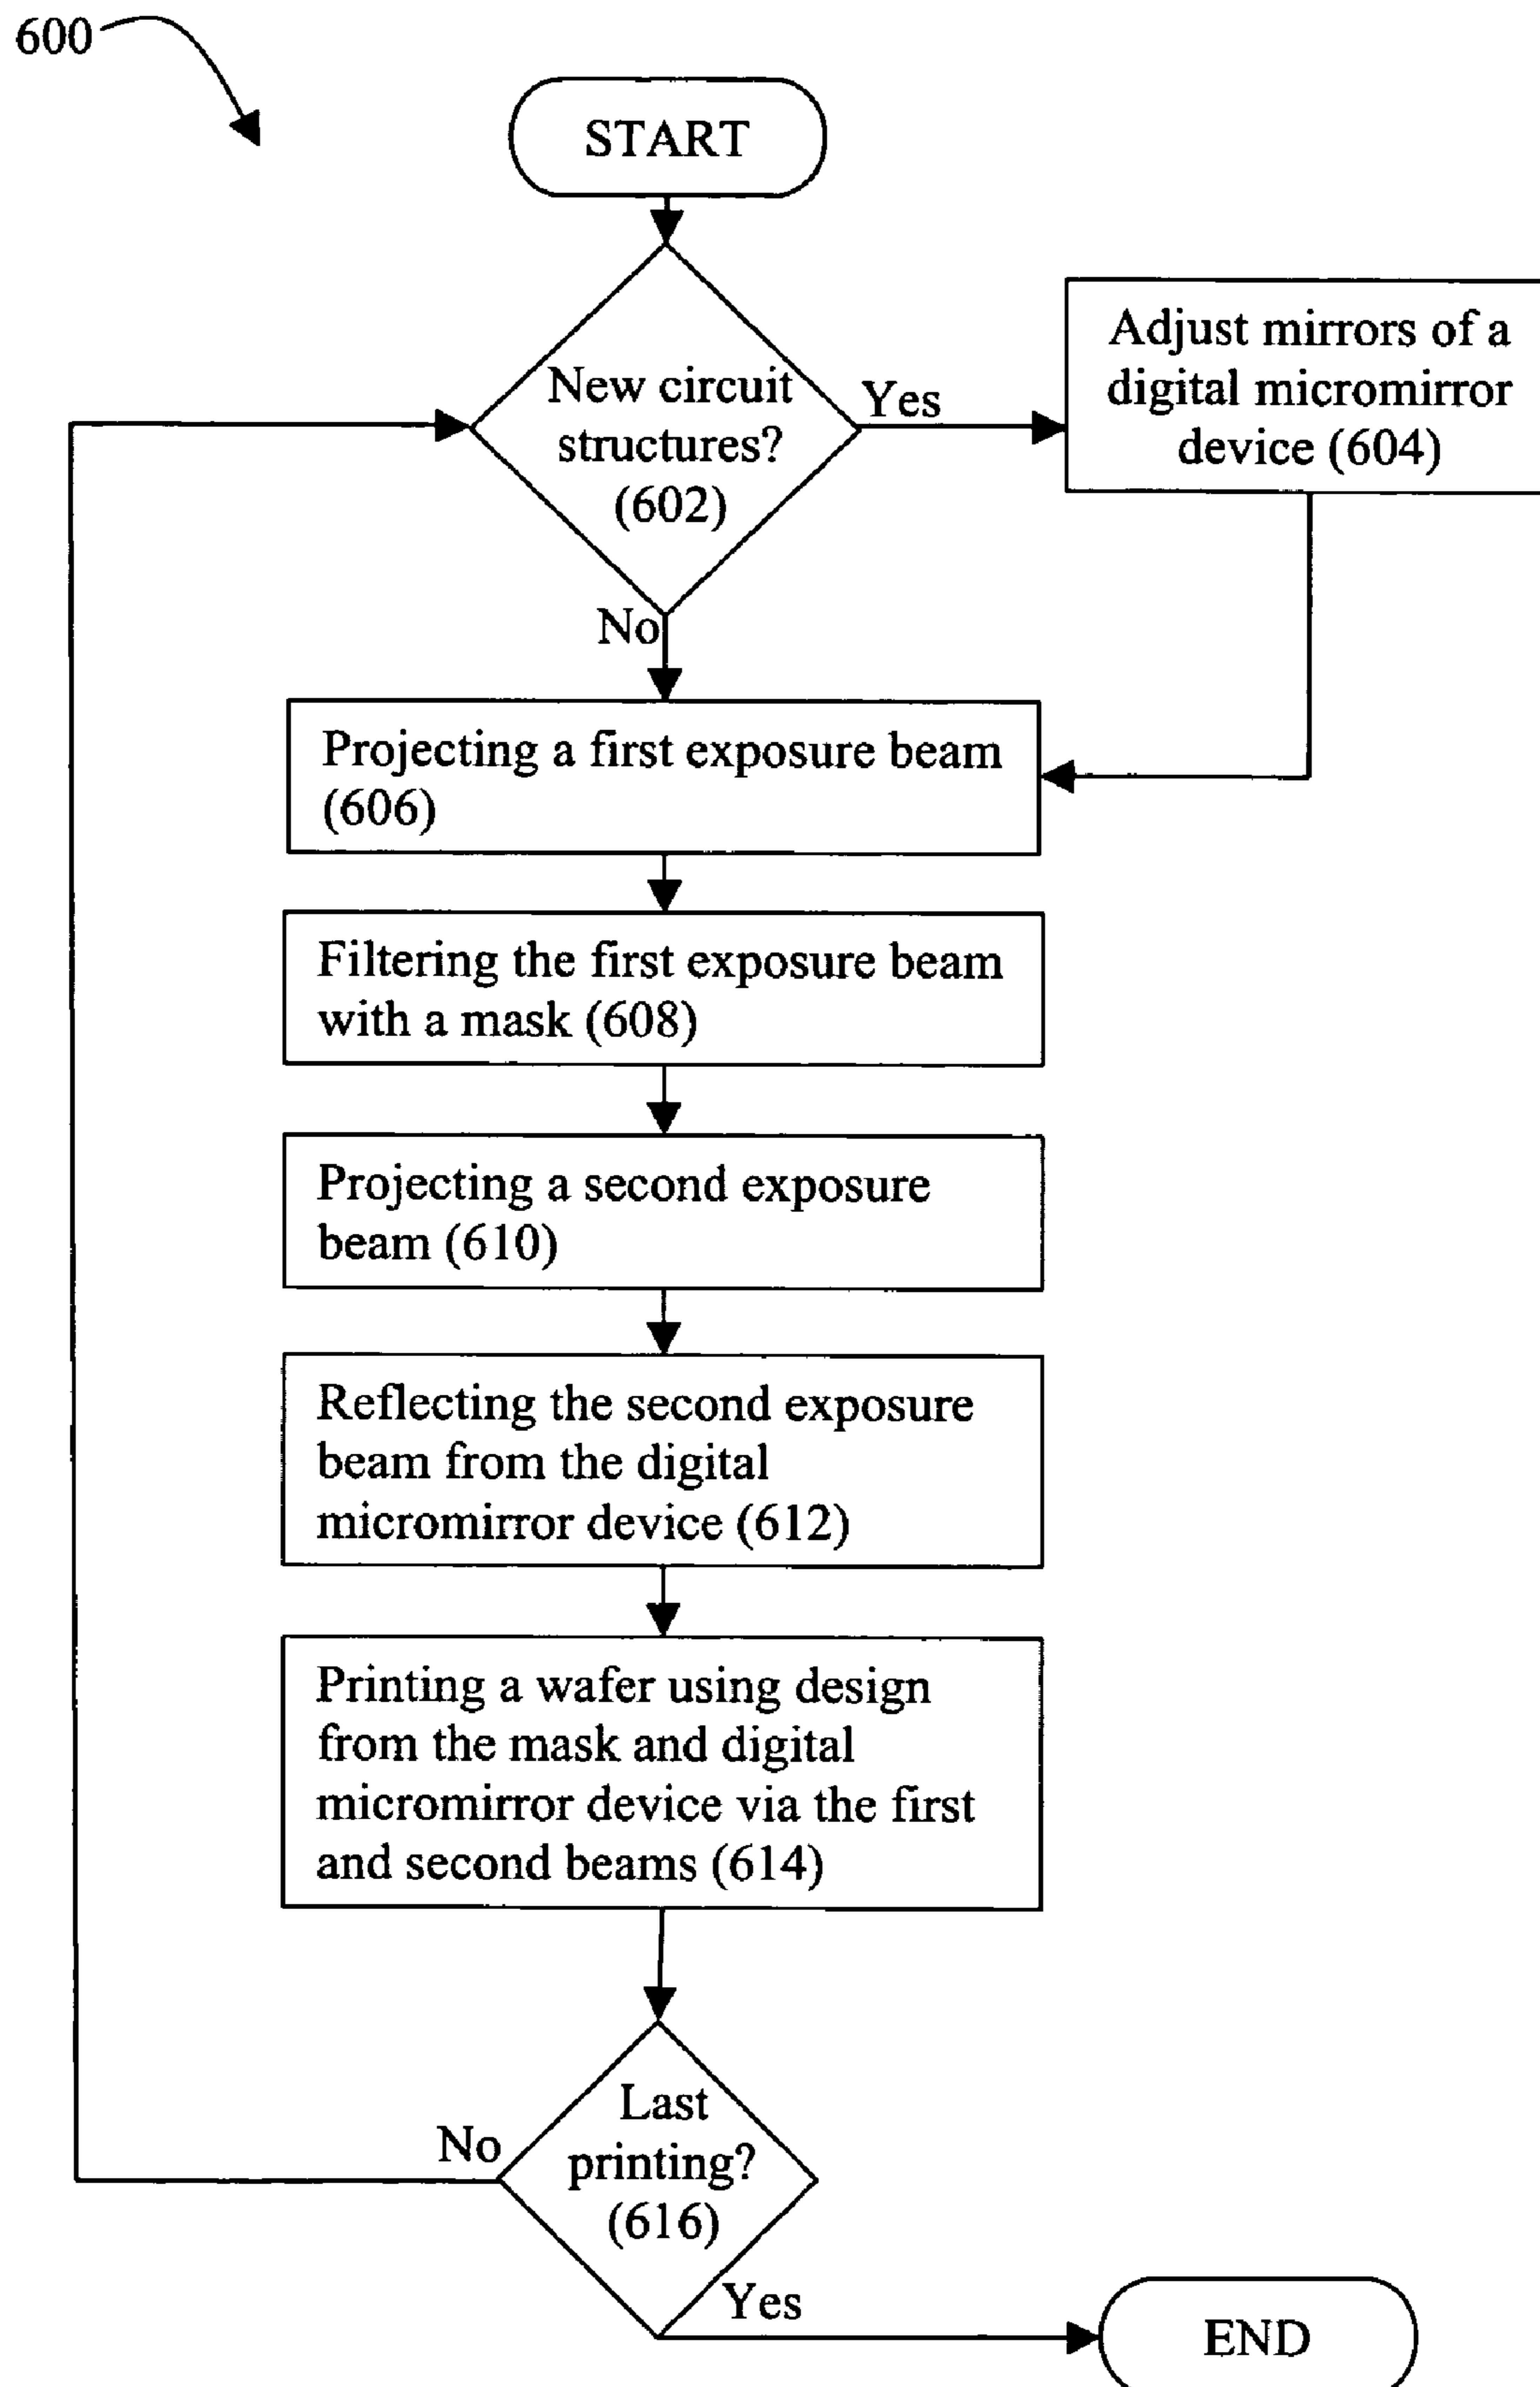 600
START
New circuit
structures?
(602)
Yes
Adjust mirrors of a
digital micromirror
device (604)
No
Projecting a first exposure beam
(606)
Filtering the first exposure beam
with a mask (608)
Projecting a second exposure
beam (610)
Reflecting the second exposure
beam from the digital
micromirror device (612)
Printing a wafer using design
from the mask and digital
micromirror device via the first
and second beams (614)
Last
printing?
(616)
No
Yes
END